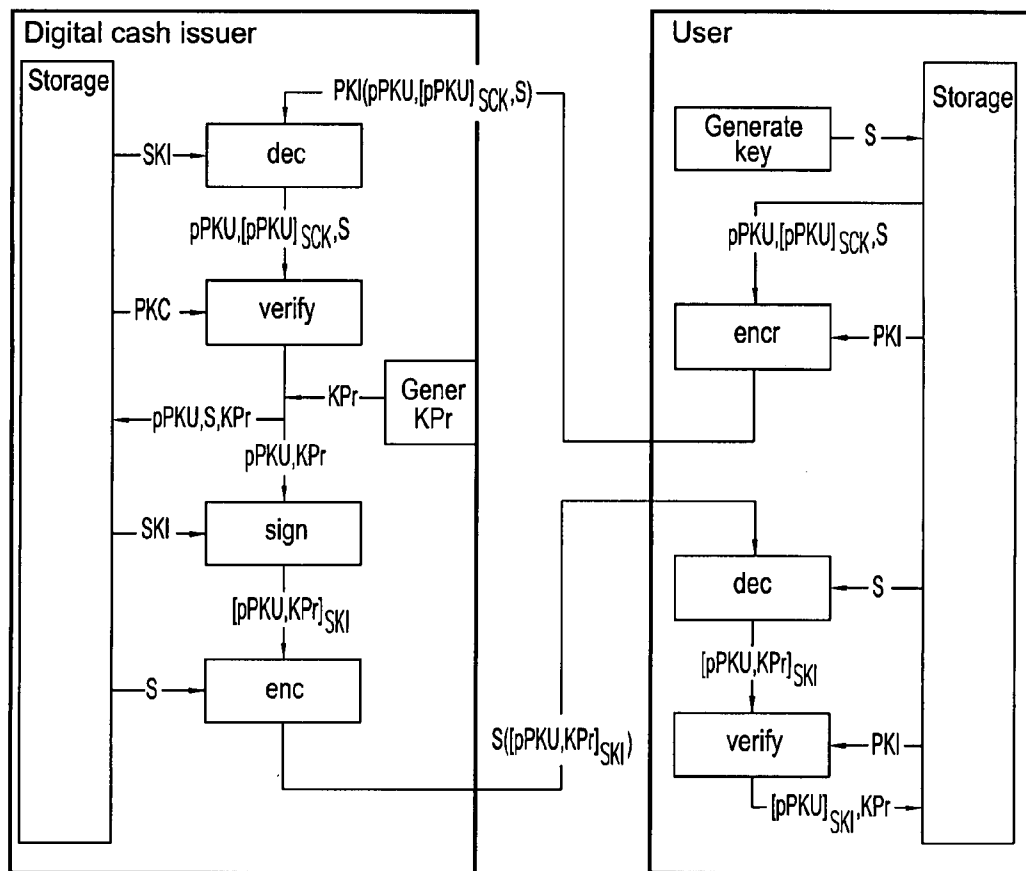 Digital cash issuer
Storage
PKI(pPKU,[pPKU]SCK,S)
SKI
dec
pPKU,[pPKU]SCK,S
PKC
verify
KPr
Gener
KPr
pPKU,S,KPr
pPKU,KPr
SKI
sign
[pPKU,KPr]SKI
S
enc
S([pPKU,KPr]SKI)
User
Storage
Generate
key
S
pPKU,[pPKU]SCK,S
encr
PKI
dec
S
[pPKU,KPr]SKI
verify
PKI
[pPKU]SKI,KPr